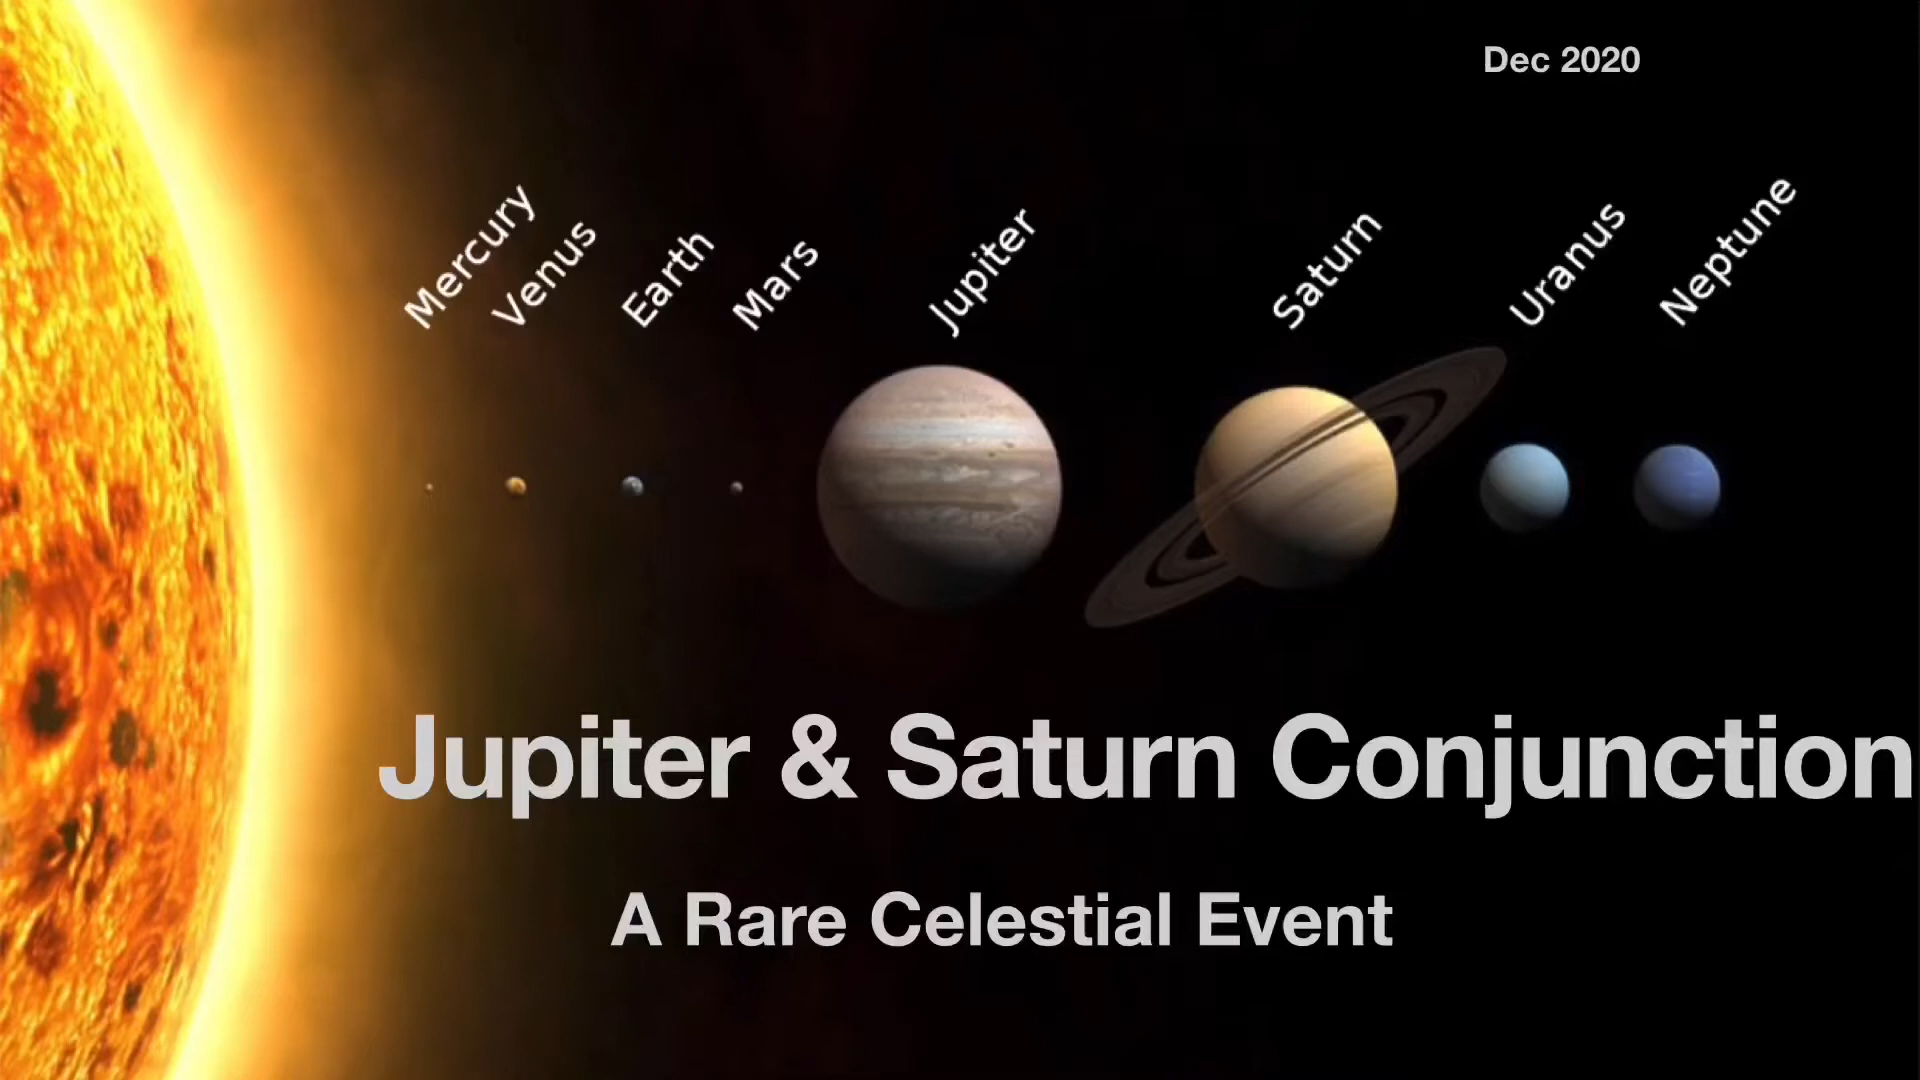 Dec 2020
Mercury
Venus
Earth
Mars
Jupiter
Saturn
Uranus
Neptune
Jupiter & Saturn Conjunction
A Rare Celestial Event